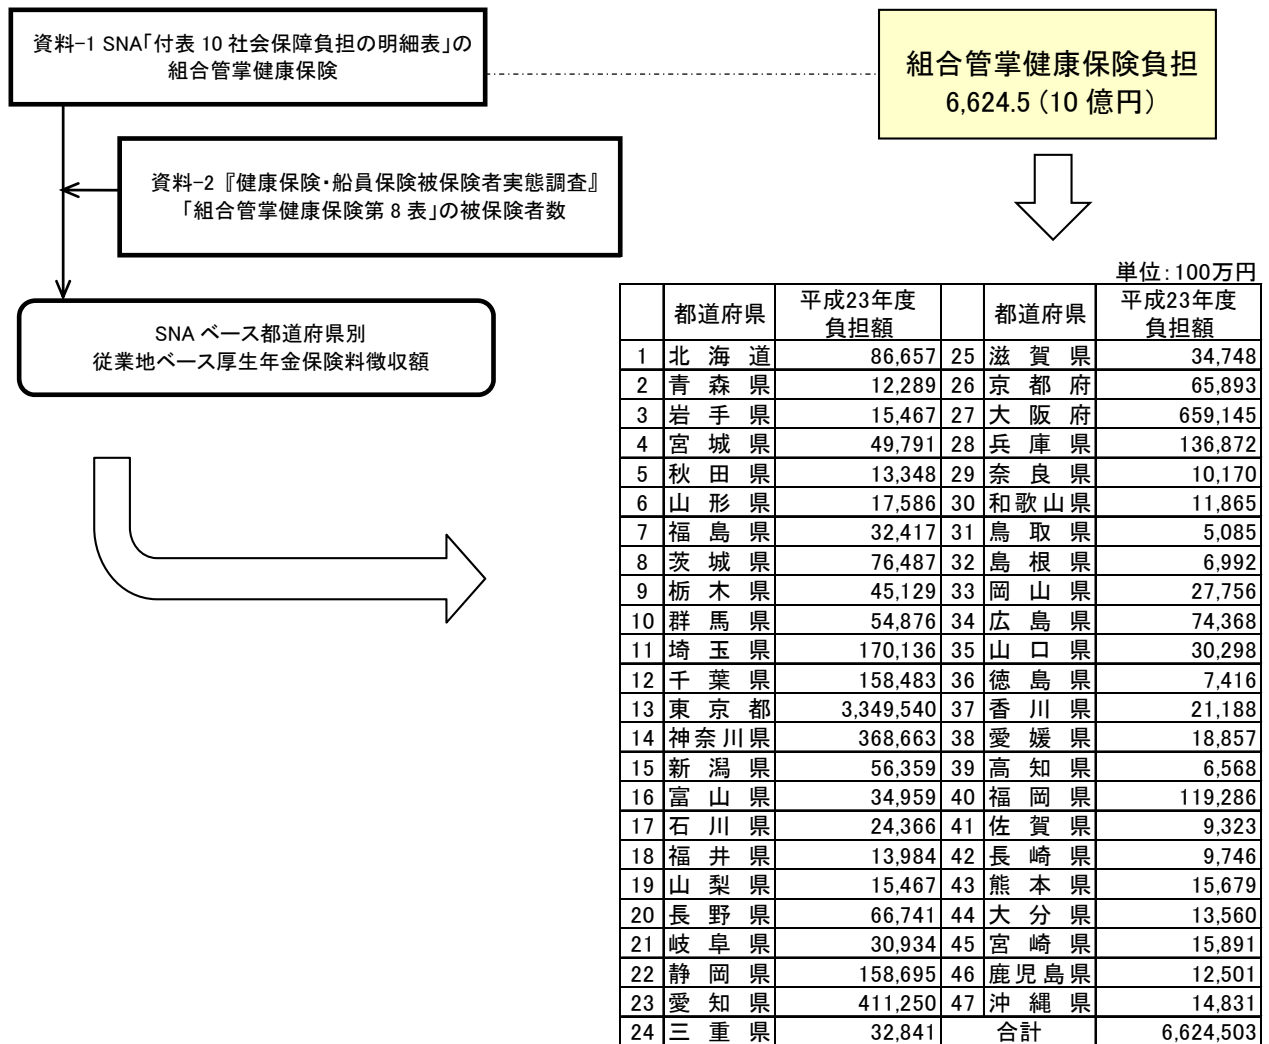 資料-1 SNA「付表 10 社会保障負担の明細表」の
組合管掌健康保険
組合管掌健康保険負担
6,624.5(10 億円)
資料-2『健康保険・船員保険被保険者実態調査』
「組合管掌健康保険第 8 表」の被保険者数
SNA ベース都道府県別
従業地ベース厚生年金保険料徴収額
単位:100万円
都道府県 平成23年度 負担額 都道府県 平成23年度 負担額
1 北海道 86,657 25 滋賀県 34,748
2 青森県 12,289 26 京都府 65,893
3 岩手県 15,467 27 大阪府 659,145
4 宮城県 49,791 28 兵庫県 136,872
5 秋田県 13,348 29 奈良県 10,170
6 山形県 17,586 30 和歌山県 11,865
7 福島県 32,417 31 鳥取県 5,085
8 茨城県 76,487 32 島根県 6,992
9 栃木県 45,129 33 岡山県 27,756
10 群馬県 54,876 34 広島県 74,368
11 埼玉県 170,136 35 山口県 30,298
12 千葉県 158,483 36 徳島県 7,416
13 東京都 3,349,540 37 香川県 21,188
14 神奈川県 368,663 38 愛媛県 18,857
15 新潟県 56,359 39 高知県 6,568
16 富山県 34,959 40 福岡県 119,286
17 石川県 24,366 41 佐賀県 9,323
18 福井県 13,984 42 長崎県 9,746
19 山梨県 15,467 43 熊本県 15,679
20 長野県 66,741 44 大分県 13,560
21 岐阜県 30,934 45 宮崎県 15,891
22 静岡県 158,695 46 鹿児島県 12,501
23 愛知県 411,250 47 沖縄県 14,831
24 三重県 32,841 合計 6,624,503